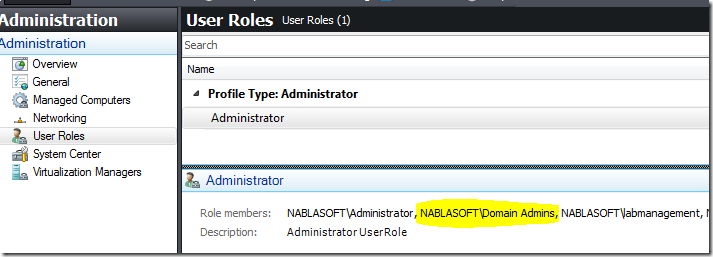 Administration
Administration
Overview
General
Managed Computers
Networking
User Roles
System Center
Virtualization Managers
User Roles User Roles (1)
Search
Name
Profile Type: Administrator
Administrator
Administrator
Role members: NABLASOFT\Administrator, NABLASOFT\Domain Admins, NABLASOFT\labmanagement,
Description: Administrator UserRole